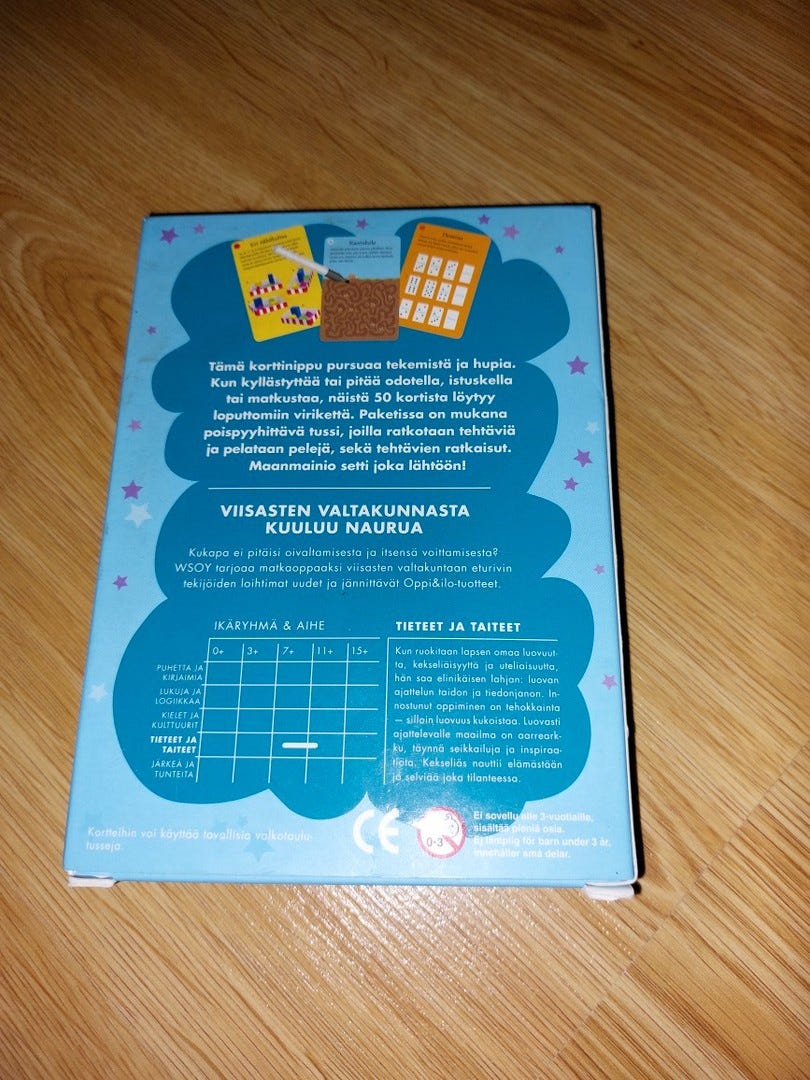 Domino
Tämä korttinippu pursuaa tekemistä ja hupia.
Kun kyllästyttää tai pitää odotella, istuskella
tai matkustaa, näistä 50 kortista löytyy
loputtomiin virikettä. Paketissa on mukana
poispyyhittävä tussi, joilla ratkotaan tehtäviä
ja pelataan pelejä, sekä tehtävien ratkaisut.
Maanmainio setti joka lähtöön!
VIISASTEN VALTAKUNNASTA
KUULUU NAURUA
Kukapa ei pitäisi oivaltamisesta ja itsensä voittamisesta?
WSOY tarjoaa matkaoppaaksi viisasten valtakuntaan eturivin
tekijöiden loihtimat uudet ja jännittävät Oppi&ilo-tuotteet.
IKÄRYHMÄ & AIHE
0+ 3+ 7+ 11+ 15+
PUHETTA JA
KIRJAIMIA
LUKUJA JA
LOGIIKKAA
KIELET JA
KULTTUURIT
TIETEET JA
TAITEET
JÄRKEÄ JA
TUNTEITA
TIETEET JA TAITEET
Kun ruokitaan lapsen omaa luovuut-
ta, kekseliäisyyttä ja uteliaisuutta,
hän saa elinikäisen lahjan: luovan
ajattelun taidon ja tiedonjanon. In-
nostunut oppiminen on tehokkainta
— silloin luovuus kukoistaa. Luovasti
ajattelevalle maailma on aarreark-
ku, täynnä seikkailuja ja inspiraa-
tiota. Kekseliäs nauttii elämästään
ja selviää joka tilanteessa.
Kortteihin voi käyttää tavallisia valkotaulu-
tusseja.
CE
0-3
Ei sovellu alle 3-vuotiaille,
sisältää pieniä osia.
Ej lämplig för barn under 3 år,
innehåller små delar.